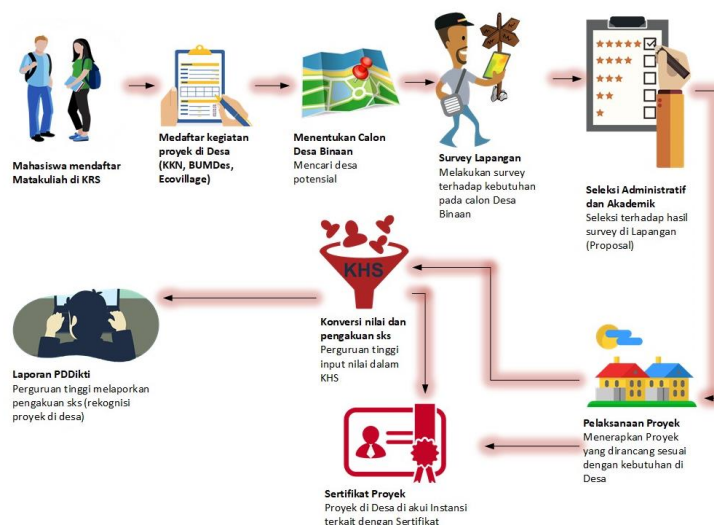 Mahasiswa mendaftar
Matakuliah di KRS
Medaftar kegiatan
proyek di Desa
(KKN, BUMDes,
Ecovillage)
Menentukan Calon
Desa Binaan
Mencari desa
potensial
Survey Lapangan
Melakukan survey
terhadap kebutuhan
pada calon Desa
Binaan
Seleksi Administratif
dan Akademik
Seleksi terhadap hasil
survey di Lapangan
(Proposal)
Pelaksanaan Proyek
Menerapkan Proyek
yang dirancang sesuai
dengan kebutuhan di
Desa
KHS
Konversi nilai dan
pengakuan sks
Perguruan tinggi
input nilai dalam
KHS
Sertifikat Proyek
Proyek di Desa di akui Instansi
terkait dengan Sertifikat
Laporan PDDikti
Perguruan tinggi melaporkan
pengakuan sks (rekognisi
proyek di desa)